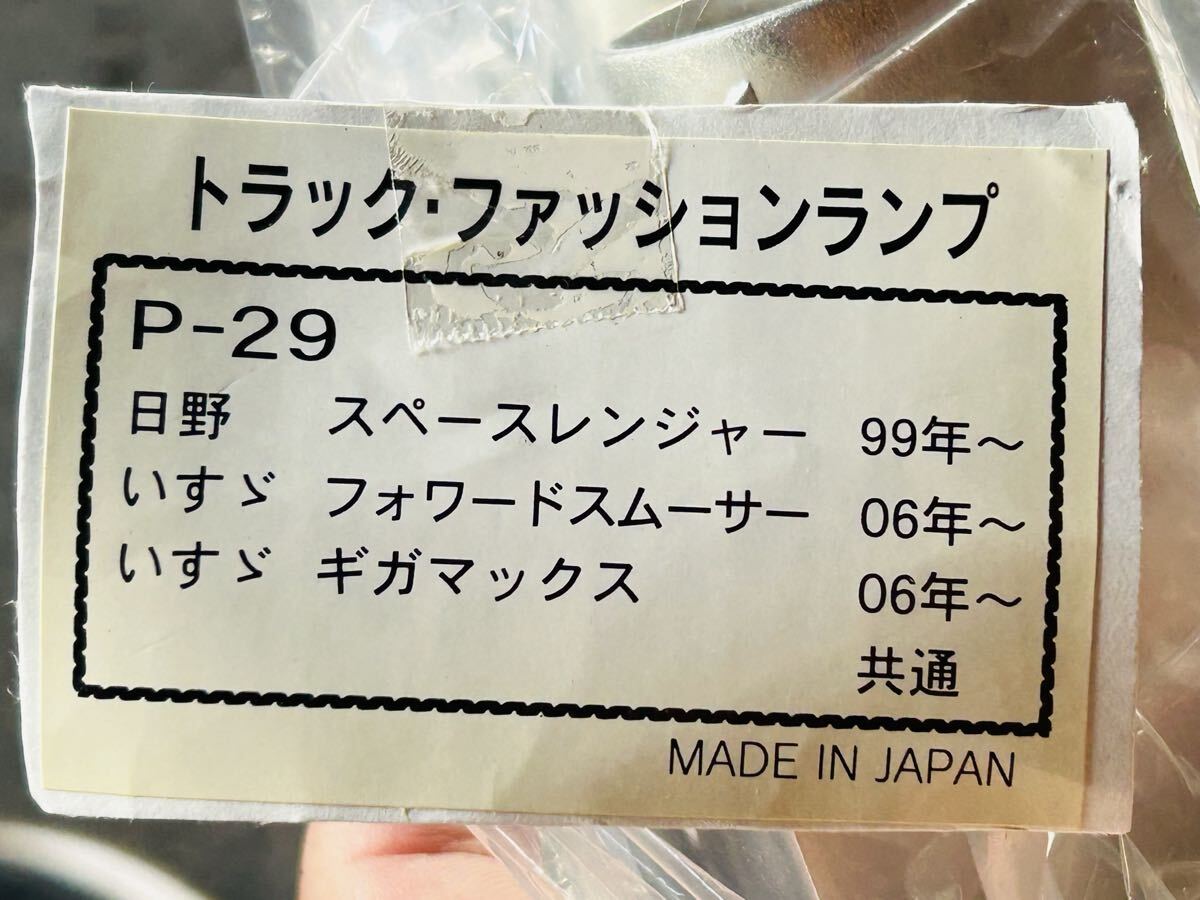 トラック・ファッションランプ
P-29
日野 スペースレンジャー 99年～
いすゞ フォワードスムーサー 06年～
いすゞ ギガマックス 06年～
共通
MADE IN JAPAN